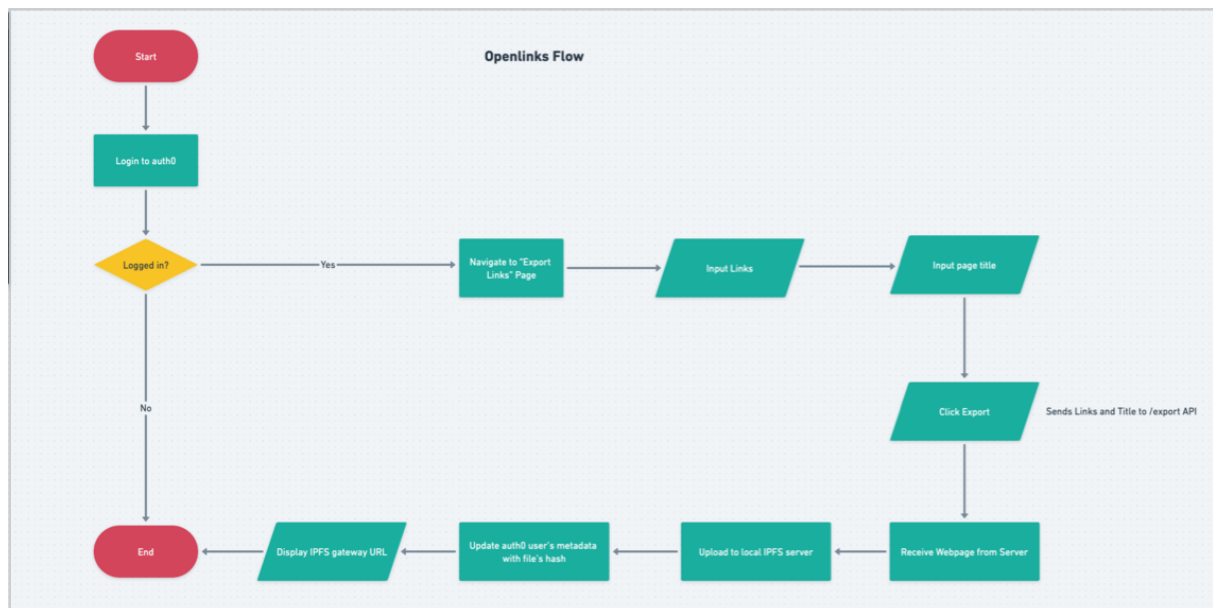 Openlinks Flow
Start
Login to auth0
Logged in?
Yes
Navigate to "Export
Links" Page
Input Links
Input page title
No
Click Export
Sends Links and Title to /export API
Receive Webpage from Server
Upload to local IPFS server
Update auth0 user's metadata
with file's hash
Display IPFS gateway URL
End